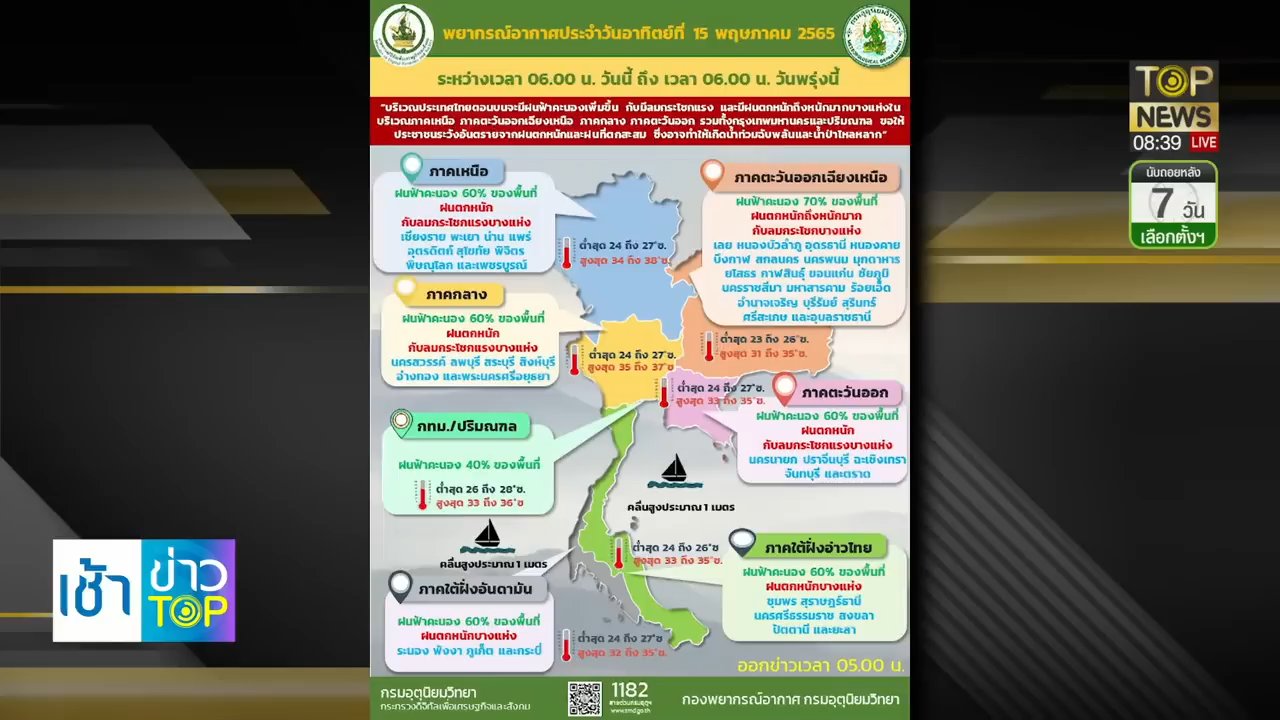 พยากรณ์อากาศประจำวันอาทิตย์ที่ 15 พฤษภาคม 2565
ระหว่างเวลา 06.00 น. วันนี้ ถึง เวลา 06.00 น. วันพรุ่งนี้
"บริเวณประเทศไทยตอนบนจะมีฝนฟ้าคะนองเพิ่มขึ้น กับมีลมกระโชกแรง และมีฝนตกหนักถึงหนักมากบางแห่งใน
บริเวณภาคเหนือ ภาคตะวันออกเฉียงเหนือ ภาคกลาง ภาคตะวันออก รวมทั้งกรุงเทพมหานครและปริมณฑล ขอให้
ประชาชนระวังอันตรายจากฝนตกหนักและฝนที่ตกสะสม ซึ่งอาจทำให้เกิดน้ำท่วมฉับพลันและน้ำป่าไหลหลาก"
ภาคเหนือ
ฝนฟ้าคะนอง 60% ของพื้นที่
ฝนตกหนัก
กับลมกระโชกแรงบางแห่ง
เชียงราย พะเยา น่าน แพร่
อุตรดิตถ์ สุโขทัย พิจิตร
พิษณุโลก และเพชรบูรณ์
ต่ำสุด 24 ถึง 27°ซ.
สูงสุด 34 ถึง 38°ซ.
ภาคตะวันออกเฉียงเหนือ
ฝนฟ้าคะนอง 70% ของพื้นที่
ฝนตกหนักถึงหนักมาก
กับลมกระโชกบางแห่ง
เลย หนองบัวลำภู อุดรธานี หนองคาย
บึงกาฬ สกลนคร นครพนม มุกดาหาร
ยโสธร กาฬสินธุ์ ขอนแก่น ชัยภูมิ
นครราชสีมา มหาสารคาม ร้อยเอ็ด
อำนาจเจริญ บุรีรัมย์ สุรินทร์
ศรีสะเกษ และอุบลราชธานี
ต่ำสุด 23 ถึง 26°ซ.
สูงสุด 31 ถึง 35°ซ.
ภาคกลาง
ฝนฟ้าคะนอง 60% ของพื้นที่
ฝนตกหนัก
กับลมกระโชกแรงบางแห่ง
นครสวรรค์ ลพบุรี สระบุรี สิงห์บุรี
อ่างทอง และพระนครศรีอยุธยา
ต่ำสุด 24 ถึง 27°ซ.
สูงสุด 35 ถึง 37°ซ
ต่ำสุด 24 ถึง 27°ซ.
สูงสุด 33 ถึง 35°ซ.
ภาคตะวันออก
ฝนฟ้าคะนอง 60% ของพื้นที่
ฝนตกหนัก
กับลมกระโชกแรงบางแห่ง
นครนายก ปราจีนบุรี ฉะเชิงเทรา
จันทบุรี และตราด
กทม./ปริมณฑล
ฝนฟ้าคะนอง 40% ของพื้นที่
ต่ำสุด 26 ถึง 28°ซ.
สูงสุด 33 ถึง 36°ซ
คลื่นสูงประมาณ 1 เมตร
คลื่นสูงประมาณ 1 เมตร
ต่ำสุด 24 ถึง 26°ซ
สูงสุด 33 ถึง 35°ซ.
ภาคใต้ฝั่งอ่าวไทย
ฝนฟ้าคะนอง 60% ของพื้นที่
ฝนตกหนักบางแห่ง
ชุมพร สุราษฎร์ธานี
นครศรีธรรมราช สงขลา
ปัตตานี และยะลา
ภาคใต้ฝั่งอันดามัน
ฝนฟ้าคะนอง 60% ของพื้นที่
ฝนตกหนักบางแห่ง
ระนอง พังงา ภูเก็ต และกระบี่
ต่ำสุด 24 ถึง 27°ซ
สูงสุด 32 ถึง 35°ซ.
ออกข่าวเวลา 05.00 น.
กรมอุตุนิยมวิทยา
กระทรวงดิจิทัลเพื่อเศรษฐกิจและสังคม
1182
สายด่วนกรมอุตุฯ
www.tmd.go.th
กองพยากรณ์อากาศ กรมอุตุนิยมวิทยา
TOP
NEWS
08:39 LIVE
นับถอยหลัง
7 วัน
เลือกตั้งฯ
เช้า
ข่าว
TOP